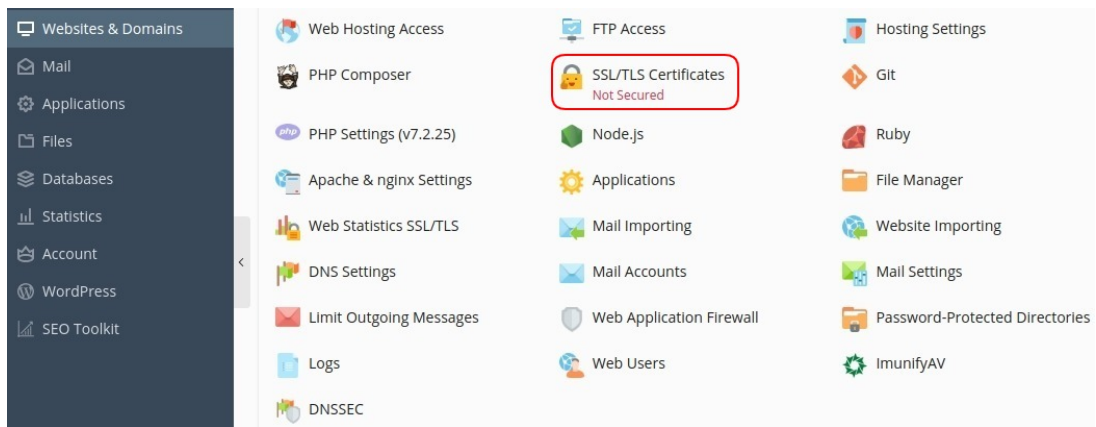 Websites & Domains
Mail
Applications
Files
Databases
Statistics
Account
WordPress
SEO Toolkit
Web Hosting Access
FTP Access
Hosting Settings
PHP Composer
SSL/TLS Certificates
Not Secured
Git
php
PHP Settings (v7.2.25)
Node.js
Ruby
Apache & nginx Settings
Applications
File Manager
Web Statistics SSL/TLS
Mail Importing
Website Importing
DNS Settings
Mail Accounts
Mail Settings
Limit Outgoing Messages
Web Application Firewall
Password-Protected Directories
Logs
Web Users
ImunifyAV
DNSSEC